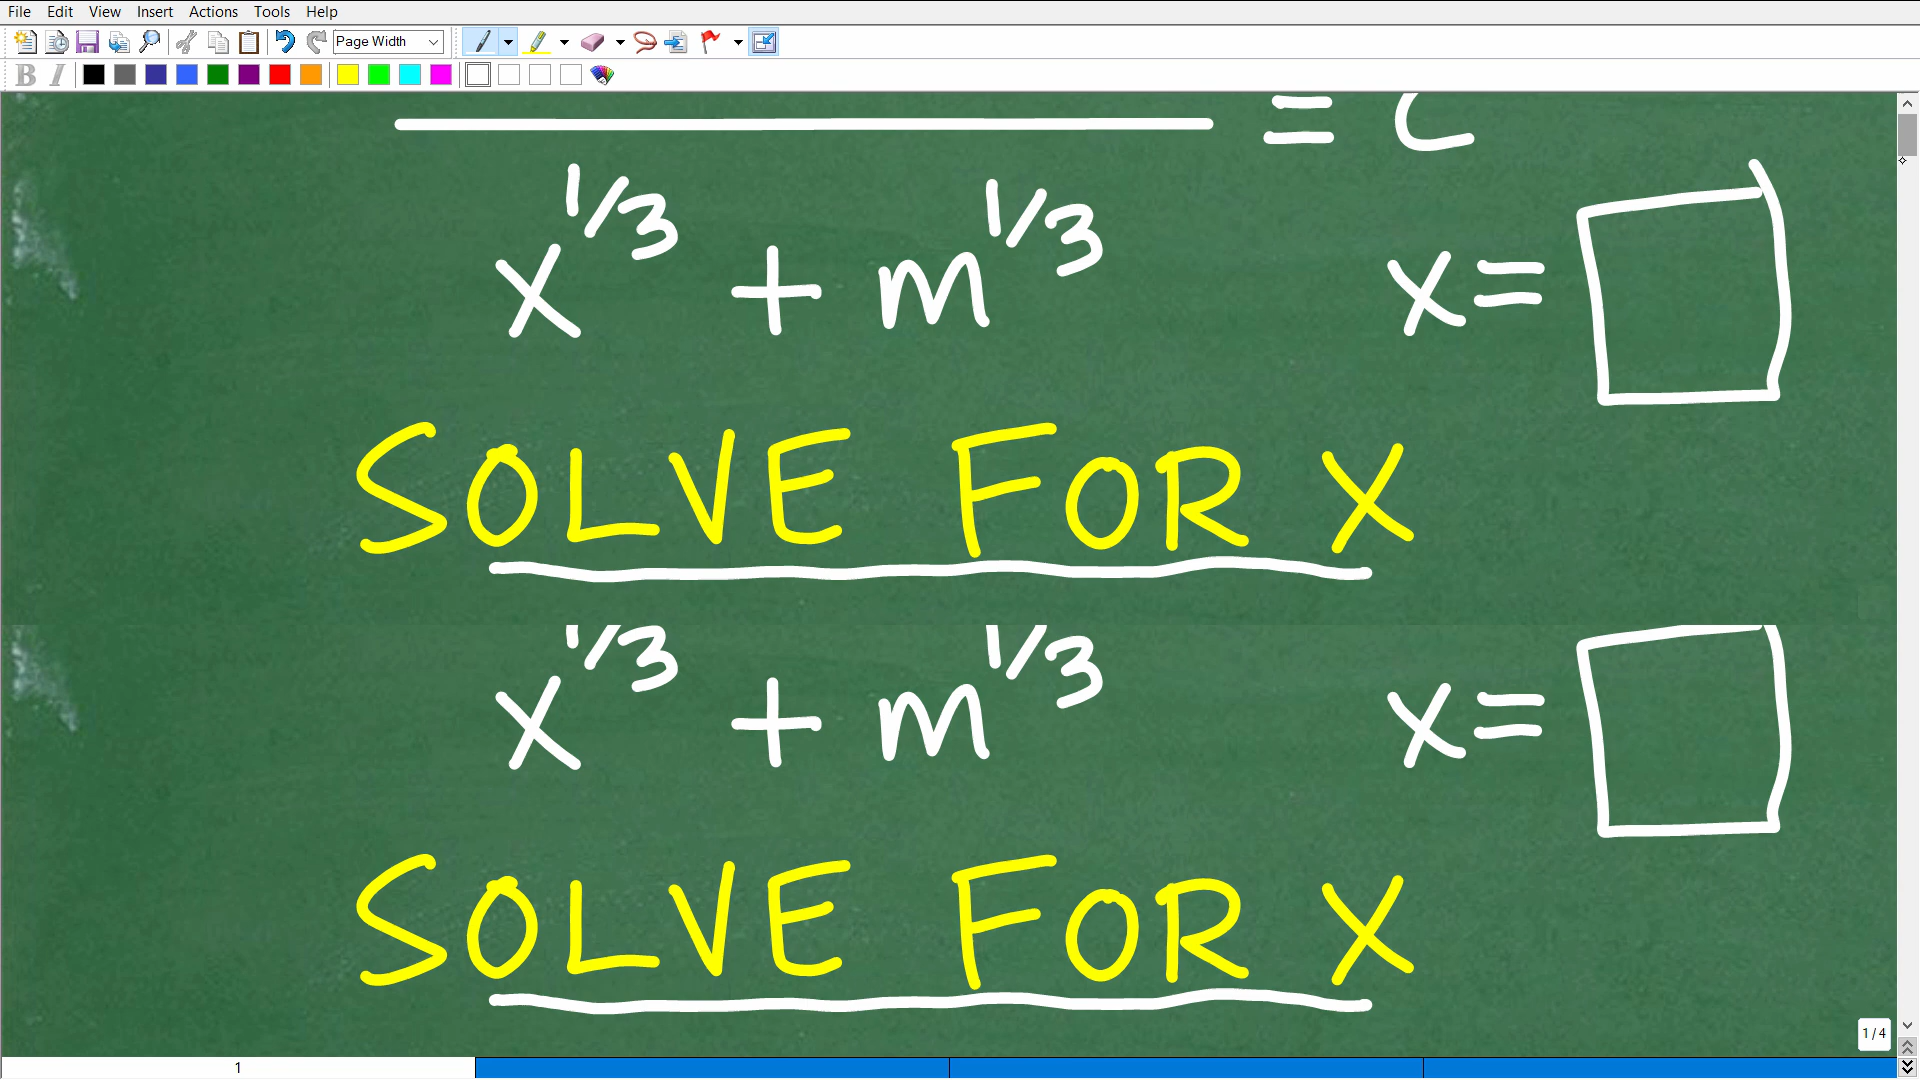 File Edit View Insert Actions Tools Help
Page Width
B I
= C
x^1/3 + m^1/3 x=
SOLVE FOR X
x^1/3 + m^1/3 x=
SOLVE FOR X
1 / 4
1